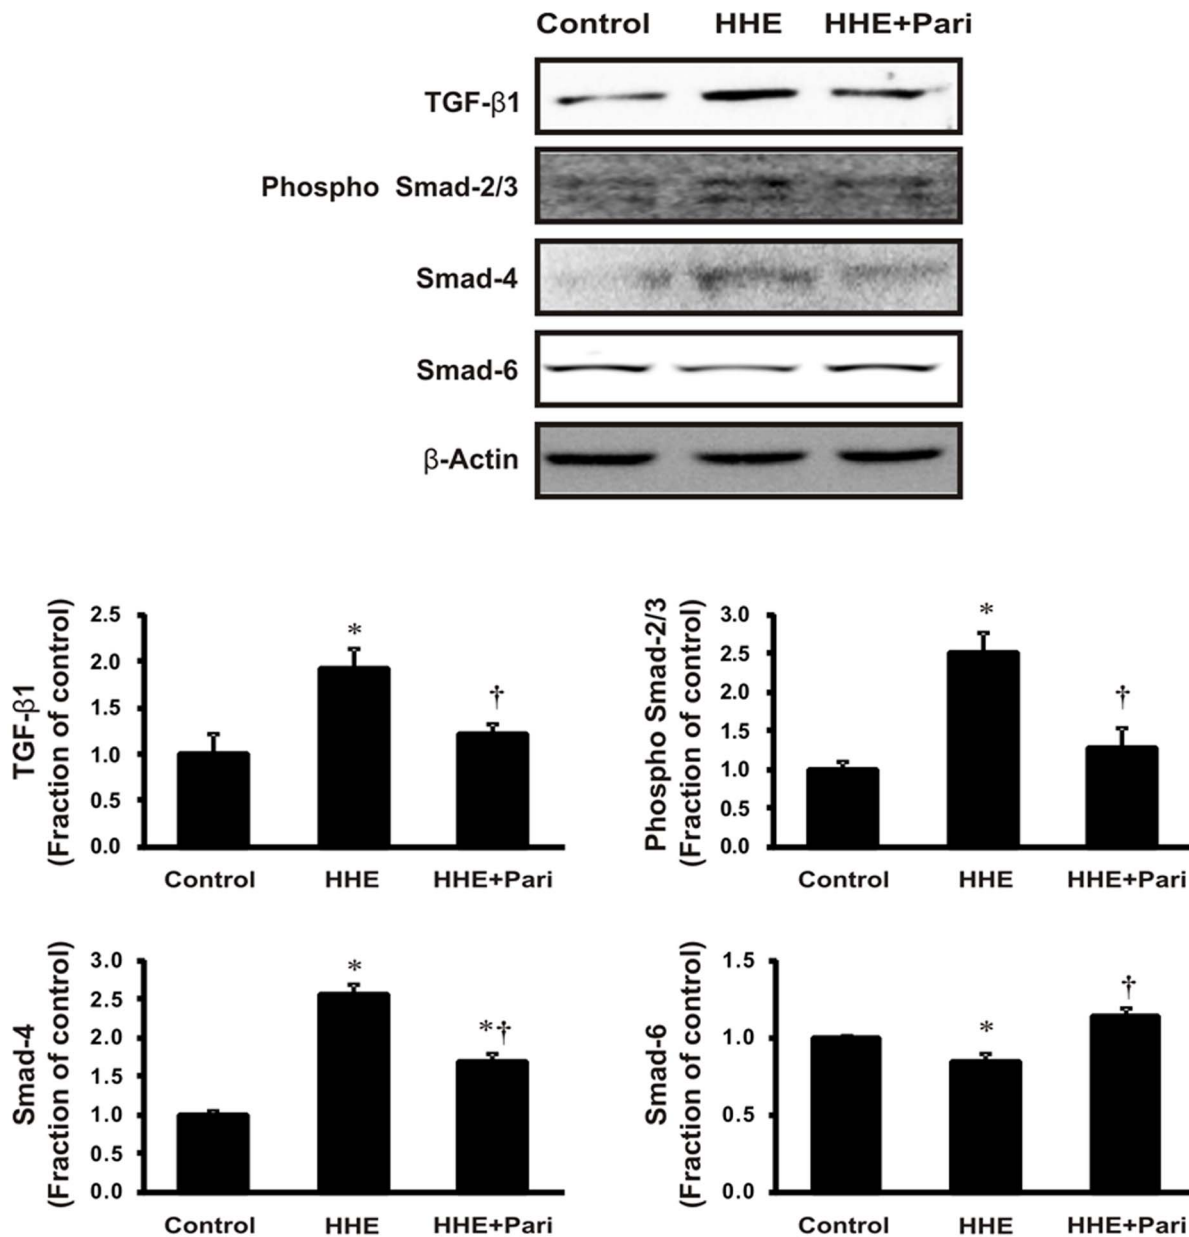 Control HHE HHE+Pari
TGF-β1
Phospho Smad-2/3
Smad-4
Smad-6
β-Actin
TGF-β1
(Fraction of control)
2.5
2.0
1.5
1.0
0.5
0.0
*
†
Control HHE HHE+Pari
Phospho Smad-2/3
(Fraction of control)
3.0
2.5
2.0
1.5
1.0
0.5
0.0
*
†
Control HHE HHE+Pari
Smad-4
(Fraction of control)
3.0
2.5
2.0
1.5
1.0
0.5
0.0
*
*†
Control HHE HHE+Pari
Smad-6
(Fraction of control)
1.5
1.0
0.5
0.0
*
†
Control HHE HHE+Pari